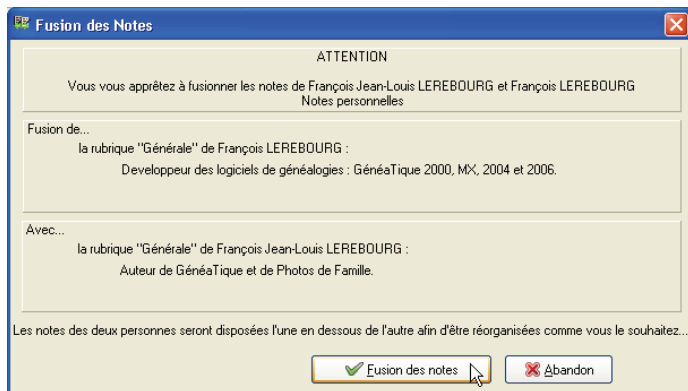 Fusion des Notes
ATTENTION
Vous vous apprêtez à fusionner les notes de François Jean-Louis LEREBOURG et François LEREBOURG
Notes personnelles
Fusion de...
la rubrique "Générale" de François LEREBOURG :
Developpeur des logiciels de généalogies : GénéaTique 2000, MX, 2004 et 2006.
Avec...
la rubrique "Générale" de François Jean-Louis LEREBOURG :
Auteur de GénéaTique et de Photos de Famille.
Les notes des deux personnes seront disposées l'une en dessous de l'autre afin d'être réorganisées comme vous le souhaitez...
Fusion des notes
Abandon